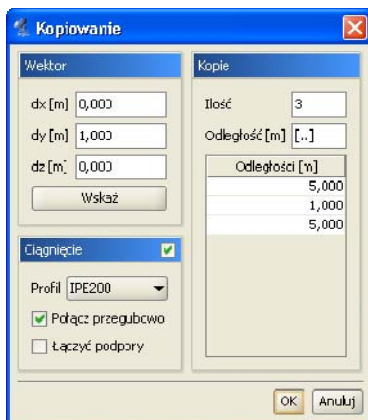 Kopiowanie
Wektor
dx [m] 0,000
dy [m] 1,000
dz [m] 0,000
Wskaż
Ciągnięcie
Profil IPE200
Połącz przegubowo
Łączyć podpory
Kopie
Ilość 3
Odległość [m] [..]
Odległości [m]
5,000
1,000
5,000
OK Anuluj